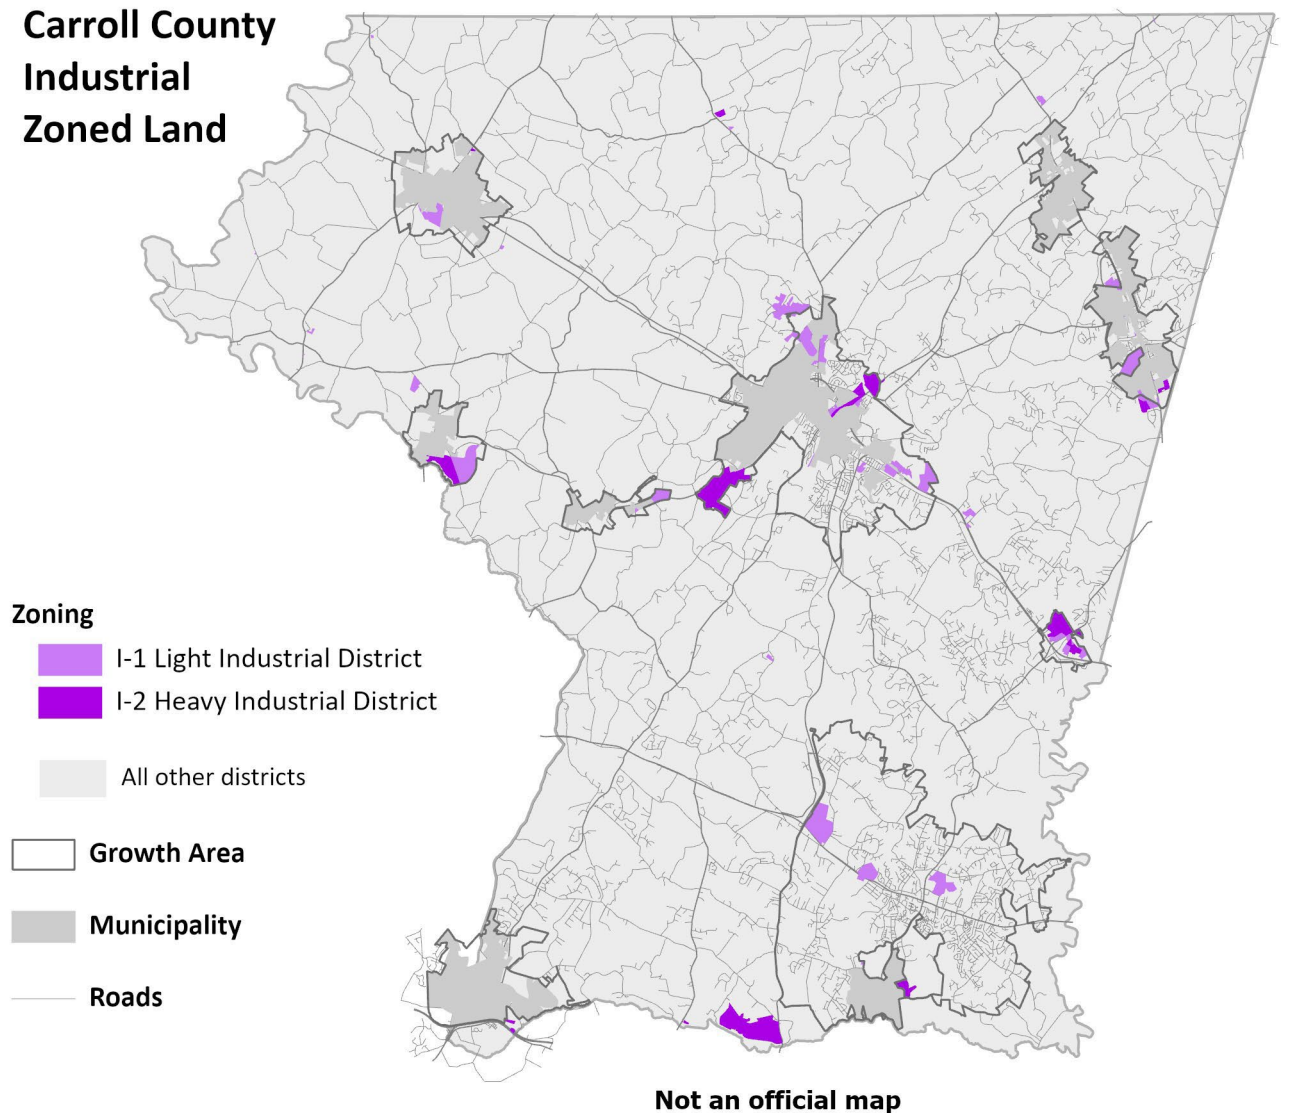 Carroll County
Industrial
Zoned Land
Zoning
I-1 Light Industrial District
I-2 Heavy Industrial District
All other districts
Growth Area
Municipality
Roads
Not an official map